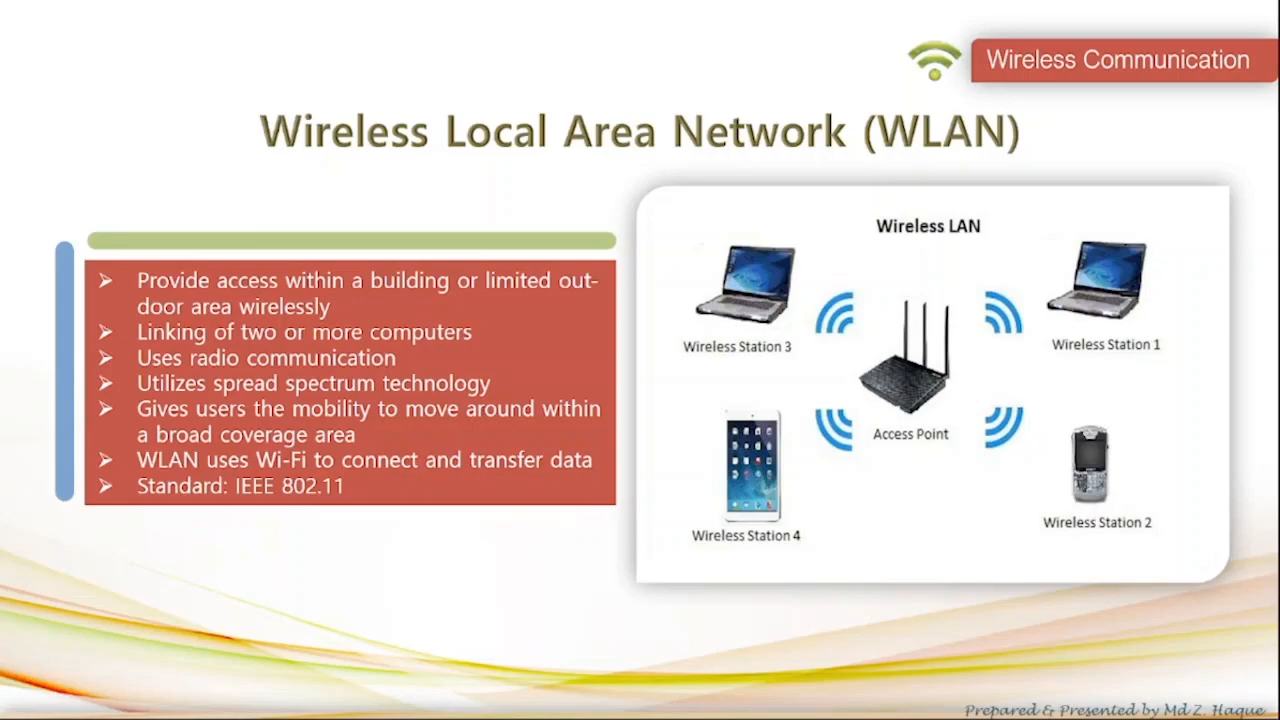 Wireless Communication
Wireless Local Area Network (WLAN)
➢ Provide access within a building or limited out-
door area wirelessly
➢ Linking of two or more computers
➢ Uses radio communication
➢ Utilizes spread spectrum technology
➢ Gives users the mobility to move around within
a broad coverage area
➢ WLAN uses Wi-Fi to connect and transfer data
➢ Standard: IEEE 802.11
Wireless LAN
Wireless Station 3
Wireless Station 1
Access Point
Wireless Station 4
Wireless Station 2
Prepared & Presented by Md Z. Haque